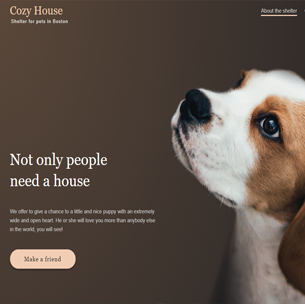 Cozy House
Shelter for pets in Boston
About the shelter
Not only people
need a house
We offer to give a chance to a little and nice puppy with an extremely
wide and open heart. He or she will love you more than anybody else
in the world, you will see!
Make a friend